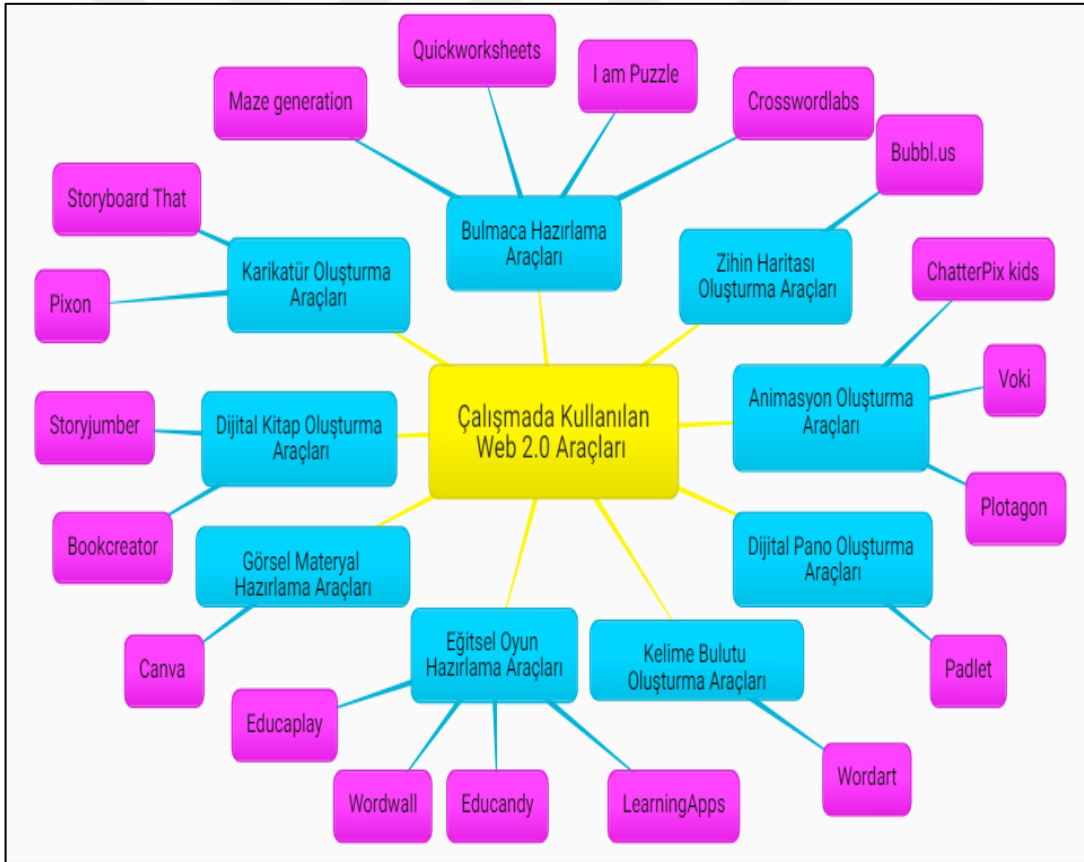 Quickworksheets
I am Puzzle
Maze generation
Crosswordlabs
Bubbl.us
Storyboard That
Bulmaca Hazırlama
Araçları
Karikatür Oluşturma
Araçları
Zihin Haritası
Oluşturma Araçları
ChatterPix kids
Pixon
Voki
Çalışmada Kullanılan
Web 2.0 Araçları
Animasyon Oluşturma
Araçları
Storyjumber
Dijital Kitap Oluşturma
Araçları
Plotagon
Bookcreator
Görsel Materyal
Hazırlama Araçları
Dijital Pano Oluşturma
Araçları
Eğitsel Oyun
Hazırlama Araçları
Kelime Bulutu
Oluşturma Araçları
Canva
Padlet
Educaplay
Wordart
Wordwall
Educandy
LearningApps